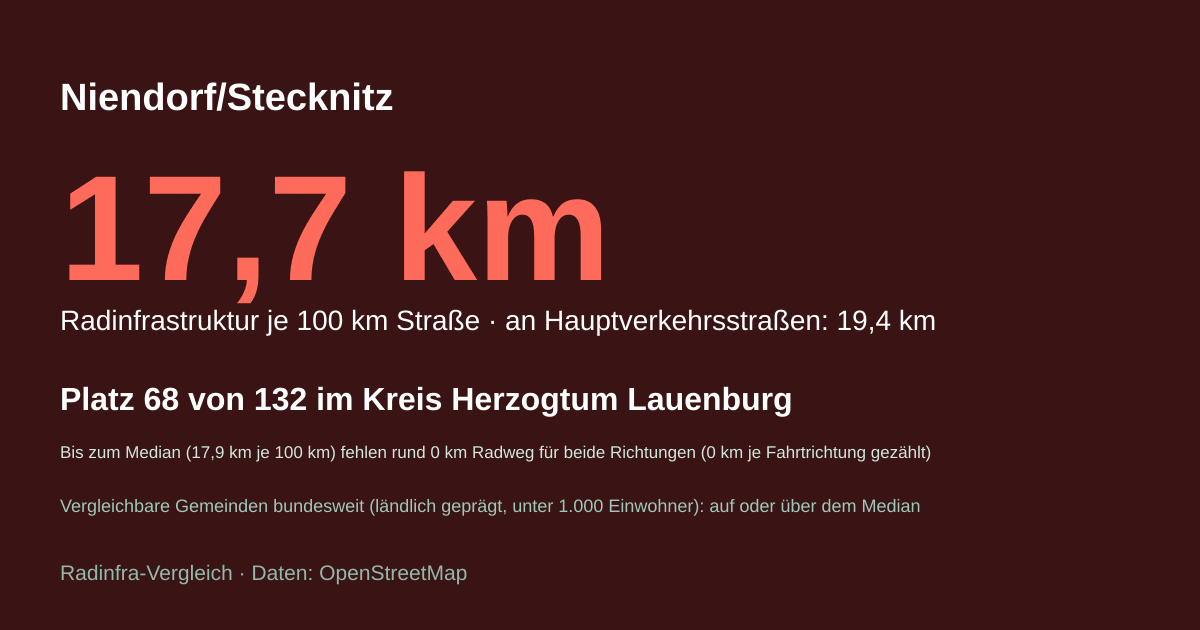 Niendorf/Stecknitz
17,7 km
Radinfrastruktur je 100 km Straße · an Hauptverkehrsstraßen: 19,4 km
Platz 68 von 132 im Kreis Herzogtum Lauenburg
Bis zum Median (17,9 km je 100 km) fehlen rund 0 km Radweg für beide Richtungen (0 km je Fahrtrichtung gezählt)
Vergleichbare Gemeinden bundesweit (ländlich geprägt, unter 1.000 Einwohner): auf oder über dem Median
Radinfra-Vergleich · Daten: OpenStreetMap